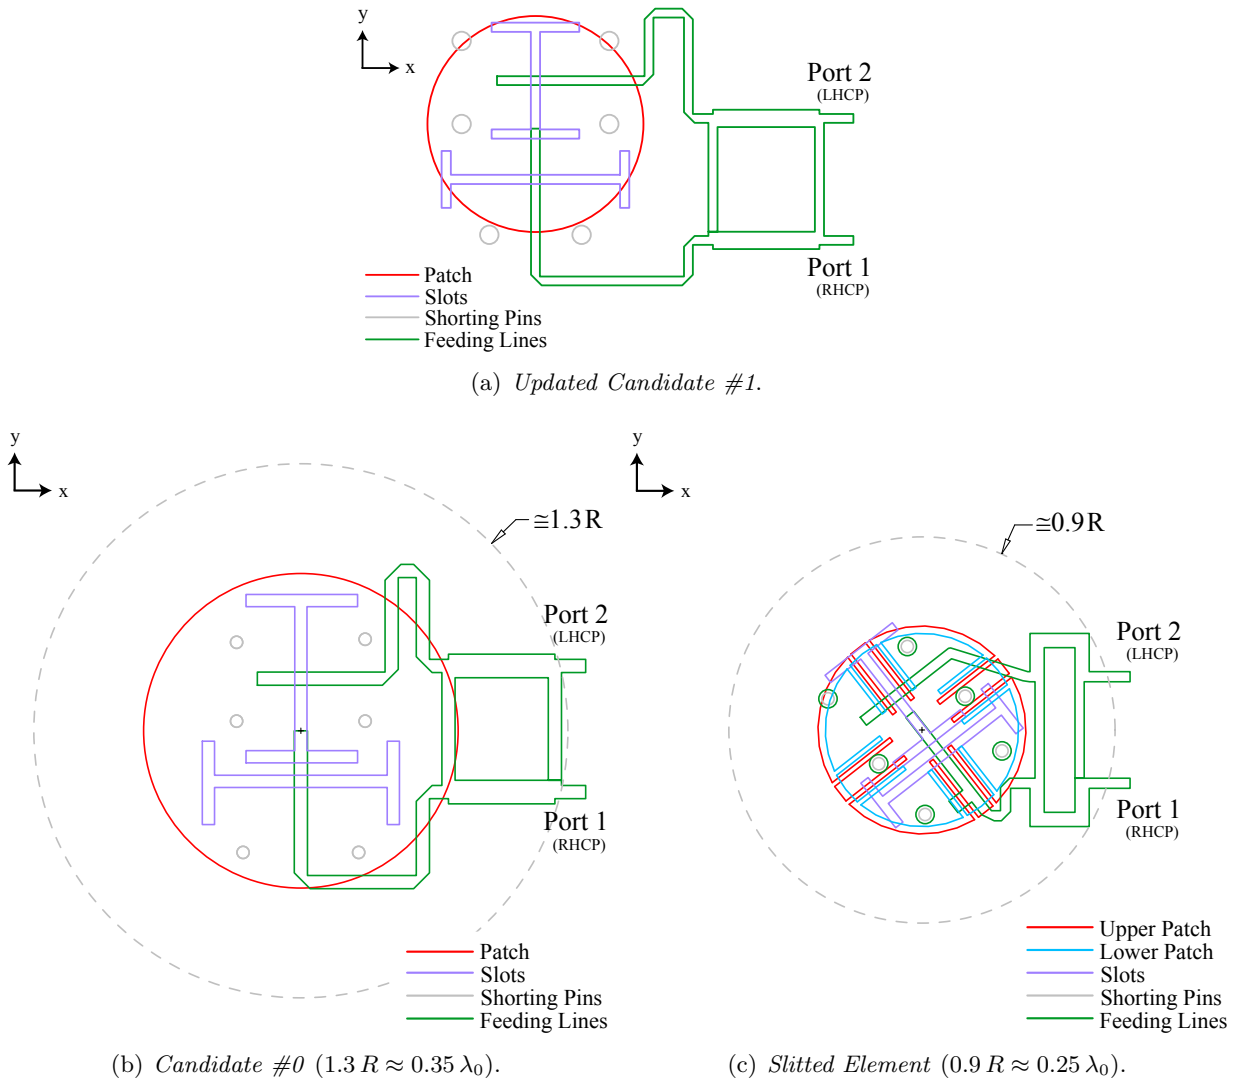 y
x
Port 2
(LHCP)
Port 1
(RHCP)
Patch
Slots
Shorting Pins
Feeding Lines
(a) Updated Candidate #1.
y
x
≅1.3 R
Port 2
(LHCP)
Port 1
(RHCP)
Patch
Slots
Shorting Pins
Feeding Lines
(b) Candidate #0 (1.3 R ≈ 0.35 λ₀).
y
x
≅0.9 R
Port 2
(LHCP)
Port 1
(RHCP)
Upper Patch
Lower Patch
Slots
Shorting Pins
Feeding Lines
(c) Slitted Element (0.9 R ≈ 0.25 λ₀).